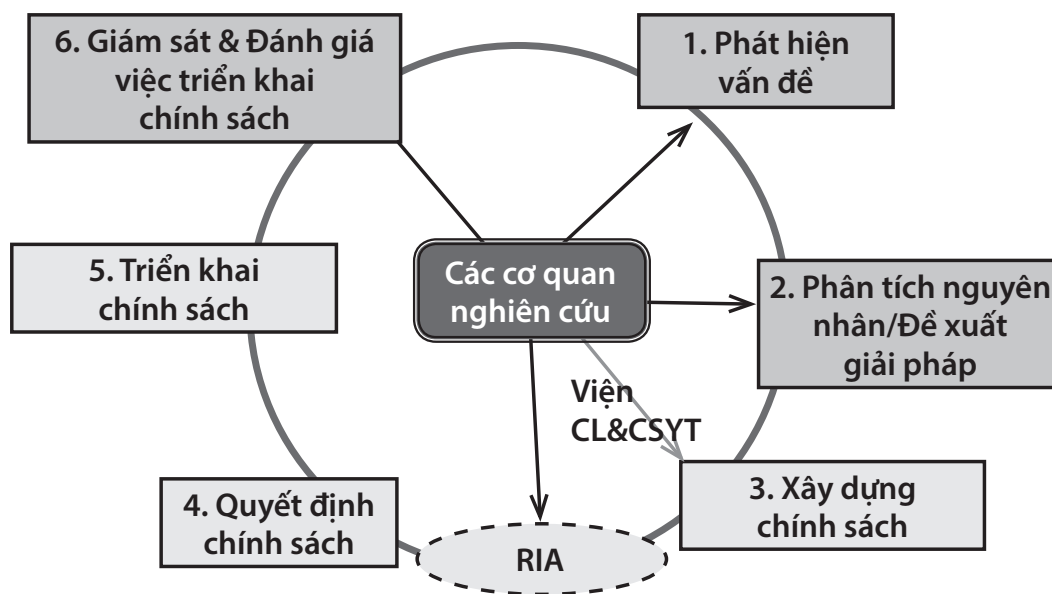 6. Giám sát & Đánh giá
việc triển khai
chính sách
1. Phát hiện
vấn đề
5. Triển khai
chính sách
Các cơ quan
nghiên cứu
2. Phân tích nguyên
nhân/Đề xuất
giải pháp
Viện
CL&CSYT
3. Xây dựng
chính sách
4. Quyết định
chính sách
RIA